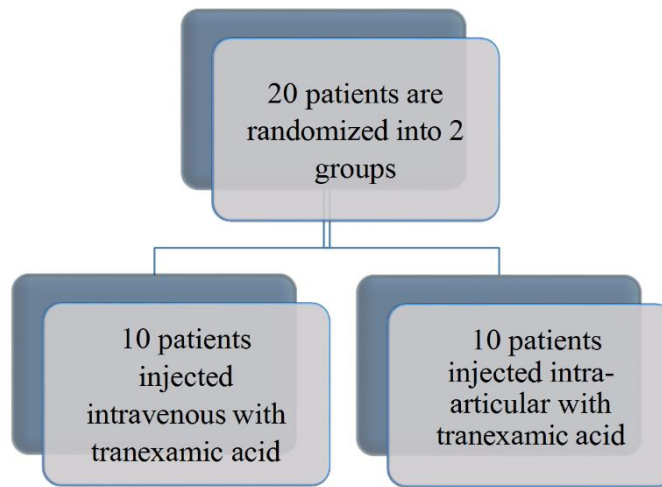 20 patients are
randomized into 2
groups
10 patients
injected
intravenous with
tranexamic acid
10 patients
injected intra-
articular with
tranexamic acid